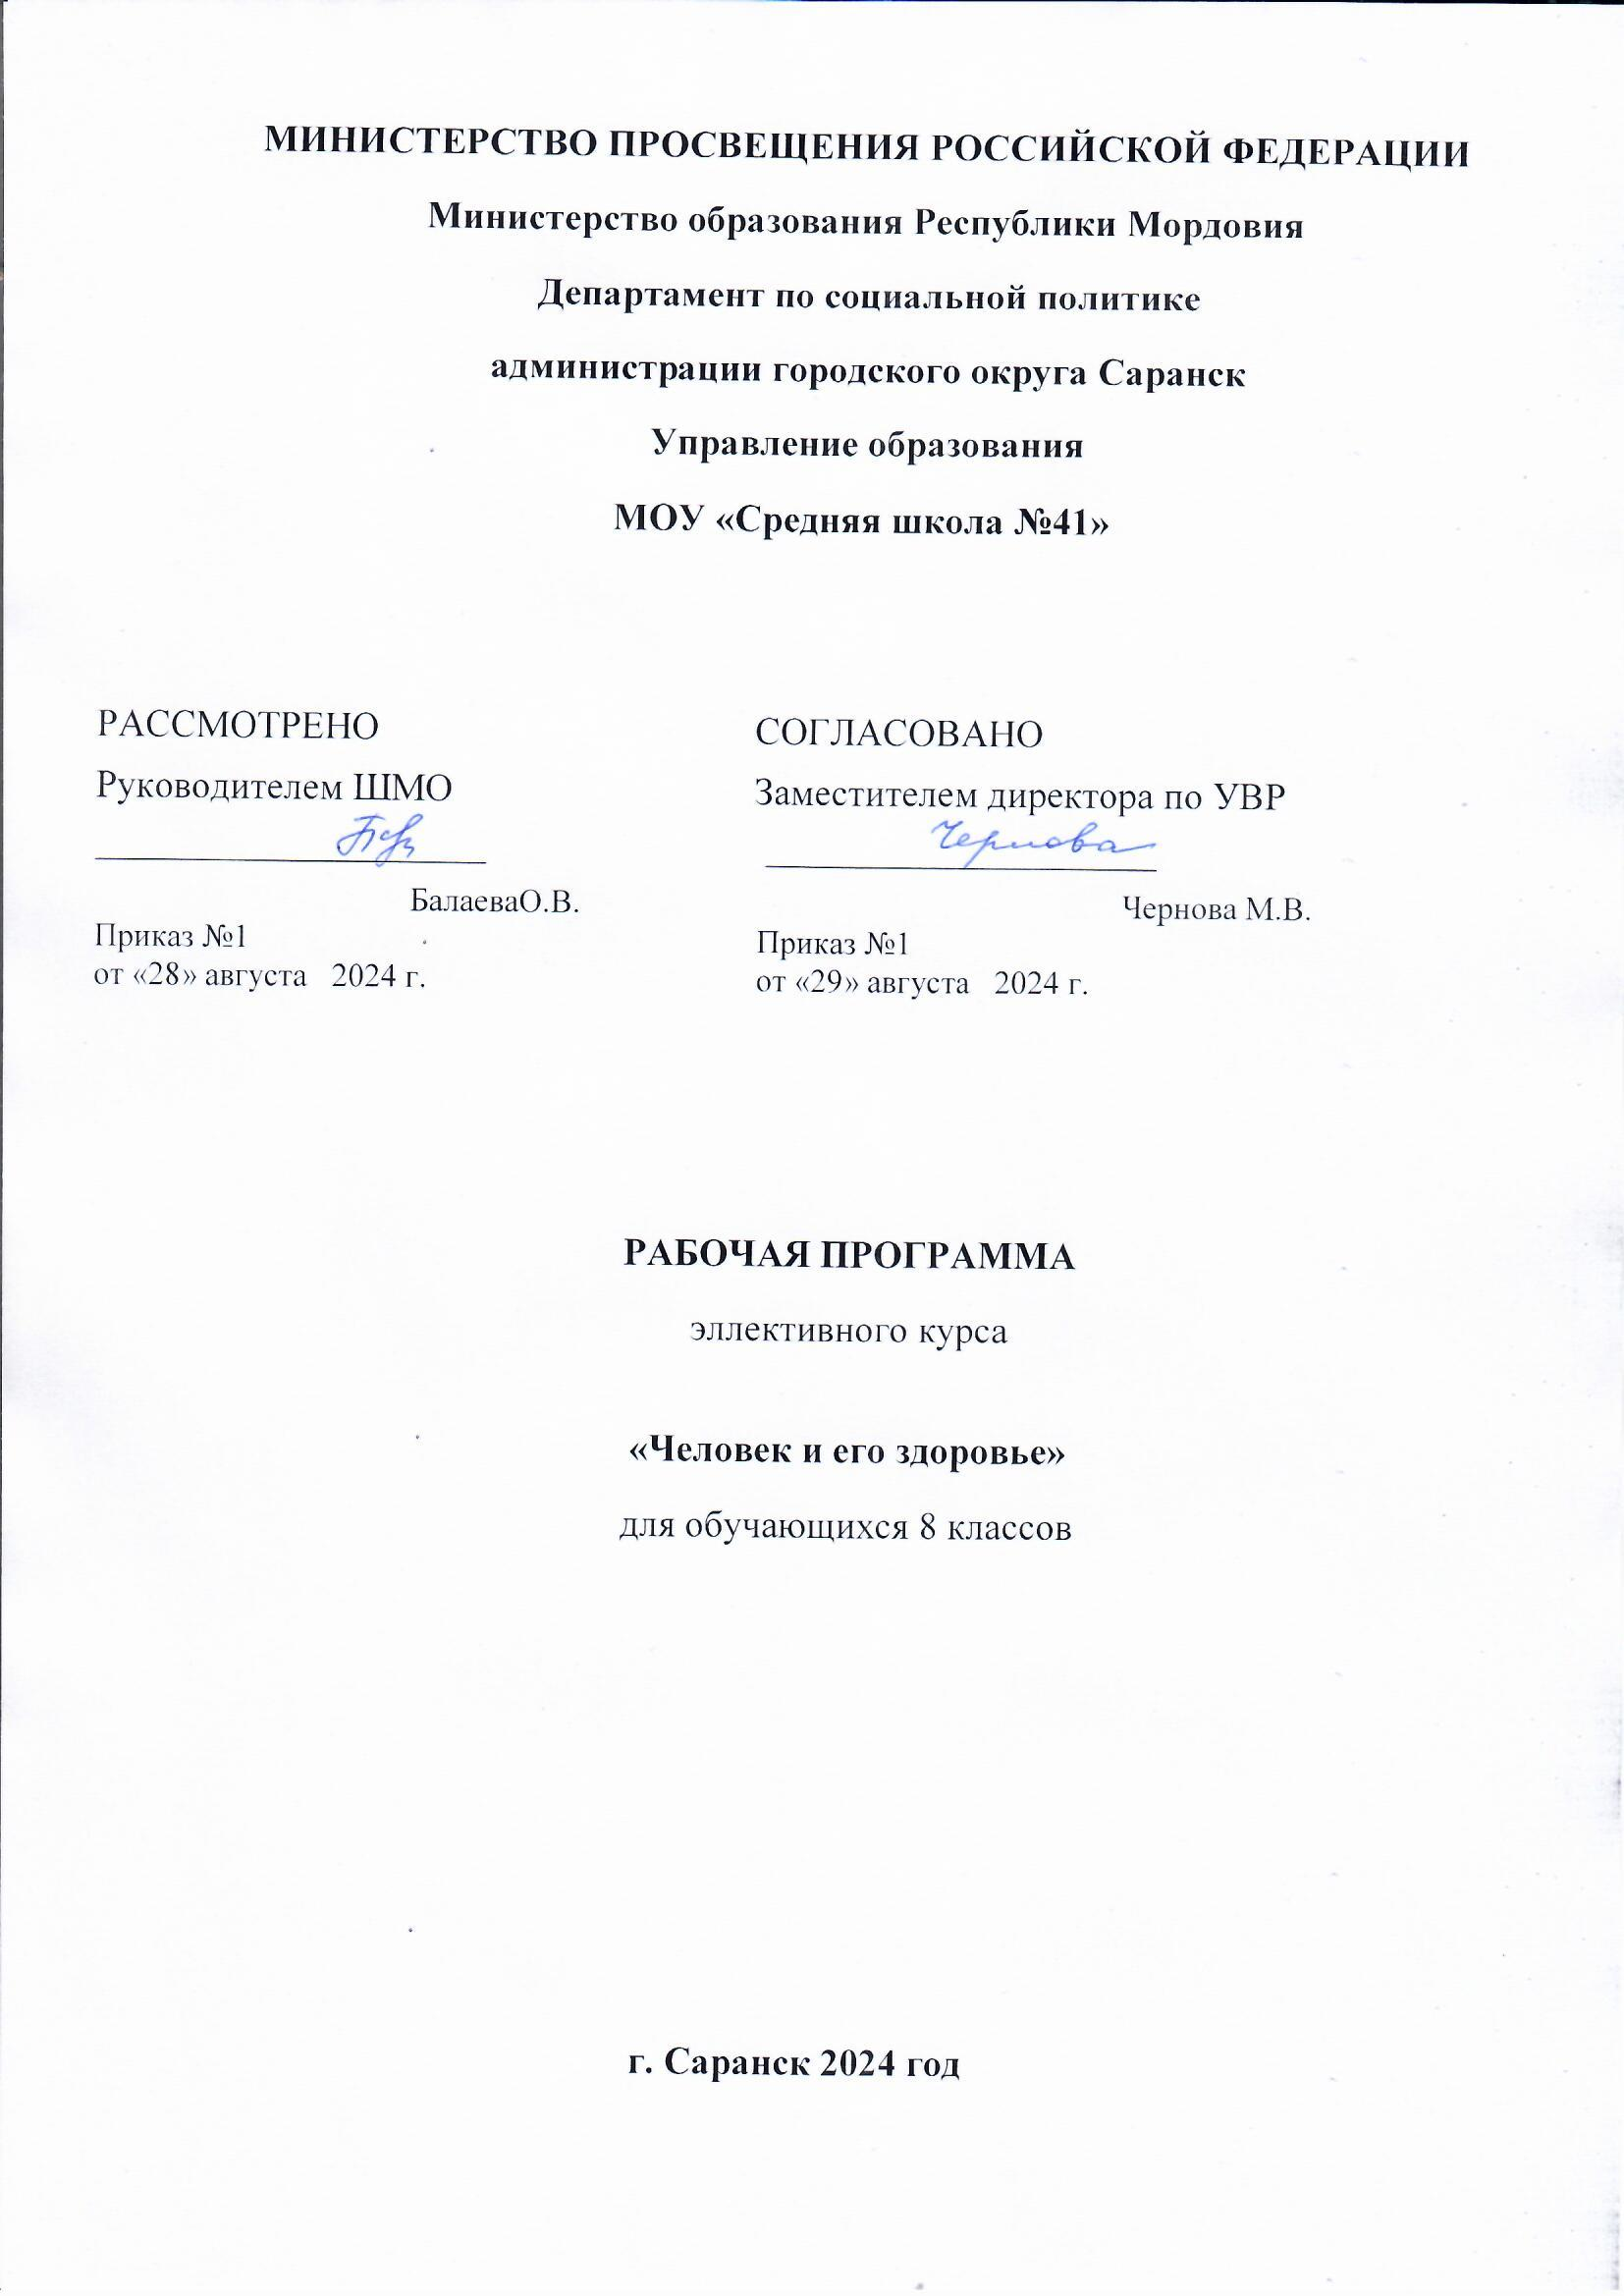 МИНИСТЕРСТВО ПРОСВЕЩЕНИЯ РОССИЙСКОЙ ФЕДЕРАЦИИ
Министерство образования Республики Мордовия
Департамент по социальной политике
администрации городского округа Саранск
Управление образования
МОУ «Средняя школа №41»
РАССМОТРЕНО
Руководителем ШМО
БалаеваО.В.
Приказ №1
от «28» августа 2024 г.
СОГЛАСОВАНО
Заместителем директора по УВР
Чернова
Чернова М.В.
Приказ №1
от «29» августа 2024 г.
РАБОЧАЯ ПРОГРАММА
эллективного курса
«Человек и его здоровье»
для обучающихся 8 классов
г. Саранск 2024 год